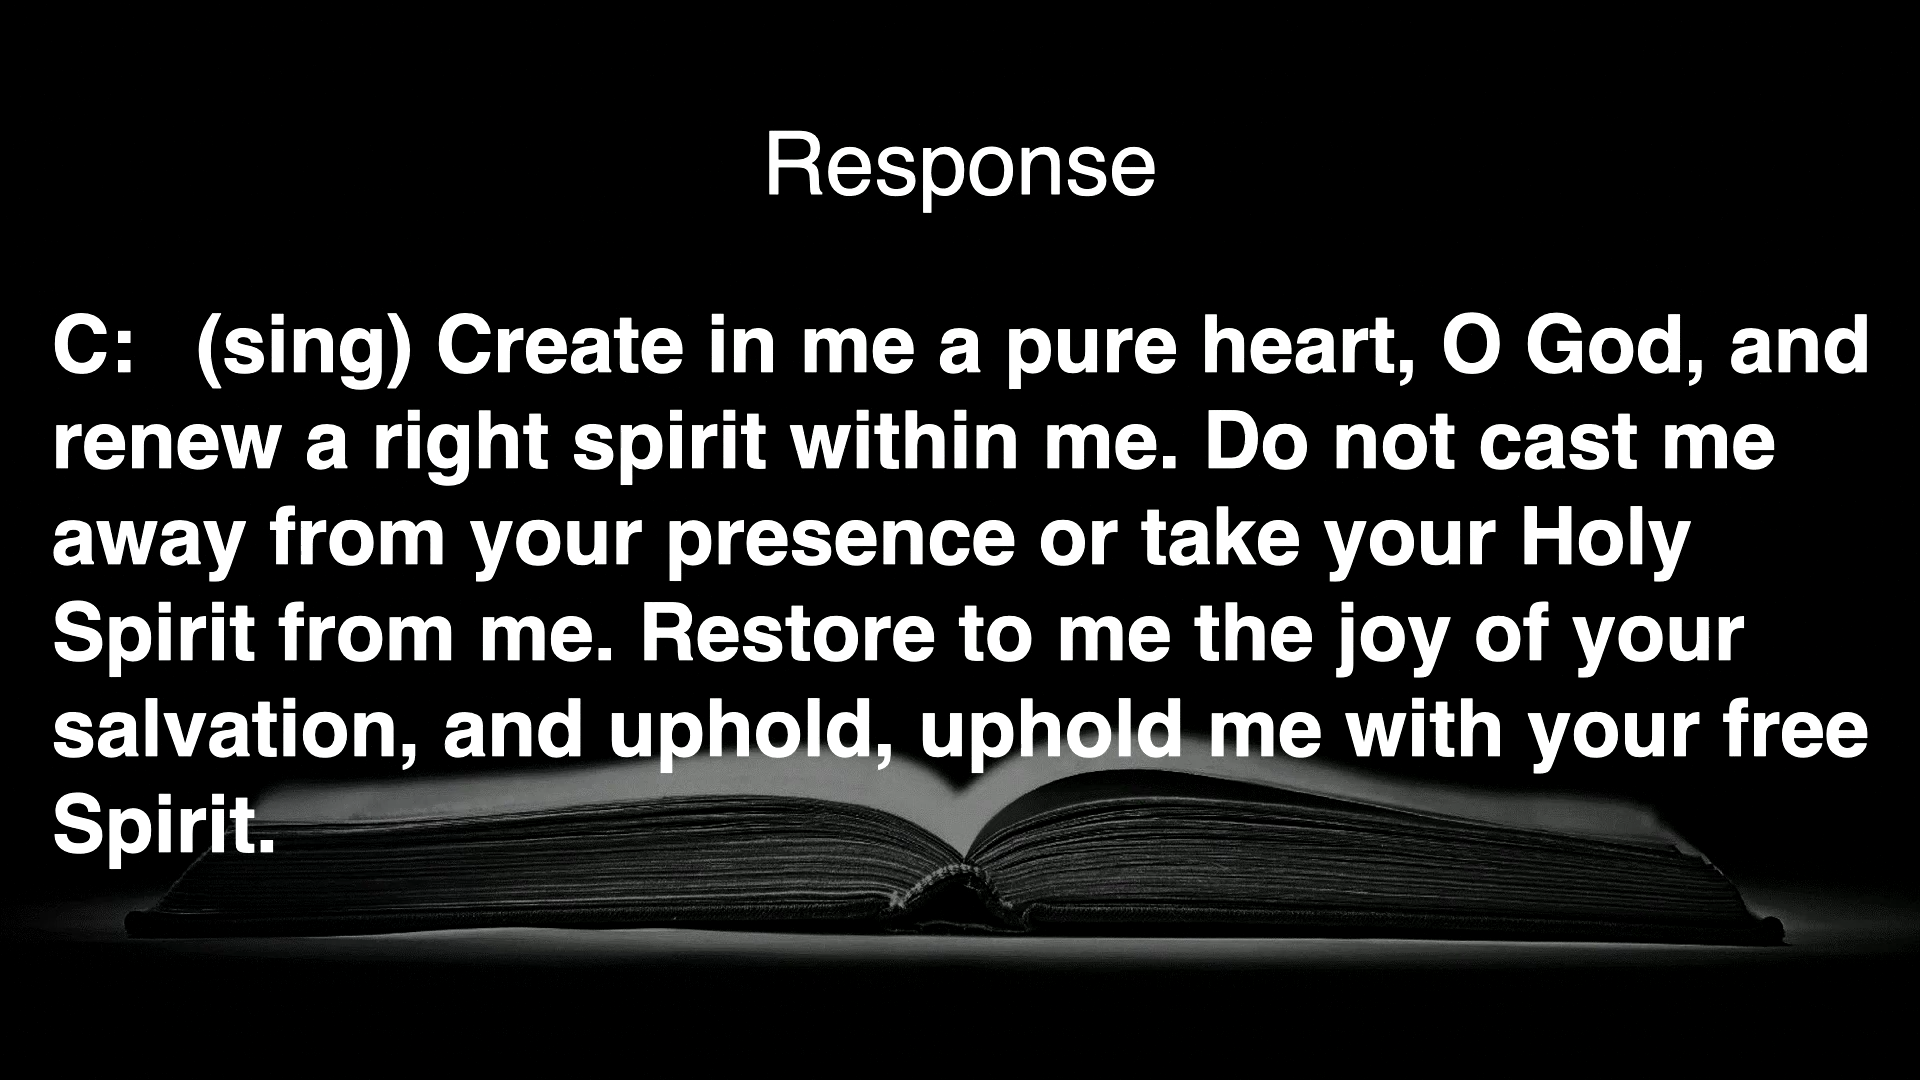 Response
C: (sing) Create in me a pure heart, O God, and
renew a right spirit within me. Do not cast me
away from your presence or take your Holy
Spirit from me. Restore to me the joy of your
salvation, and uphold, uphold me with your free
Spirit.